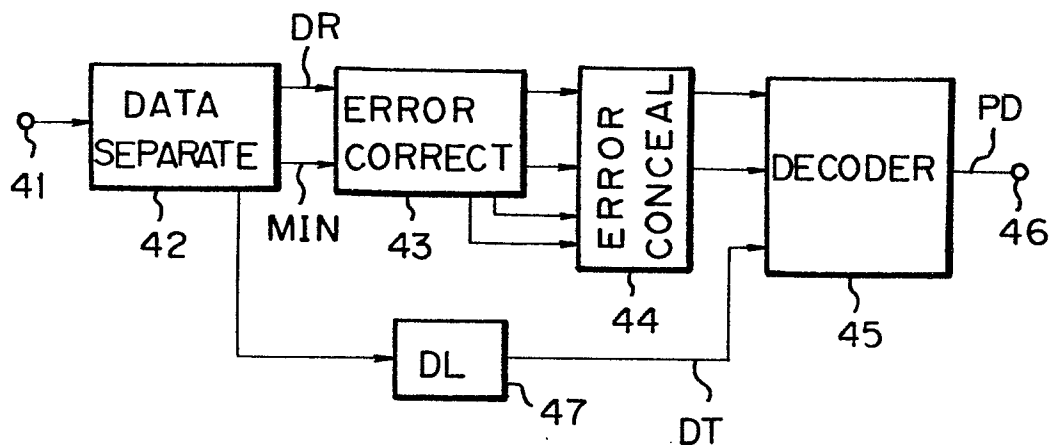 DR
DATA
SEPARATE
ERROR
CORRECT
ERROR
CONCEAL
DECODER
PD
41
42
MIN
43
44
45
46
DL
47
DT